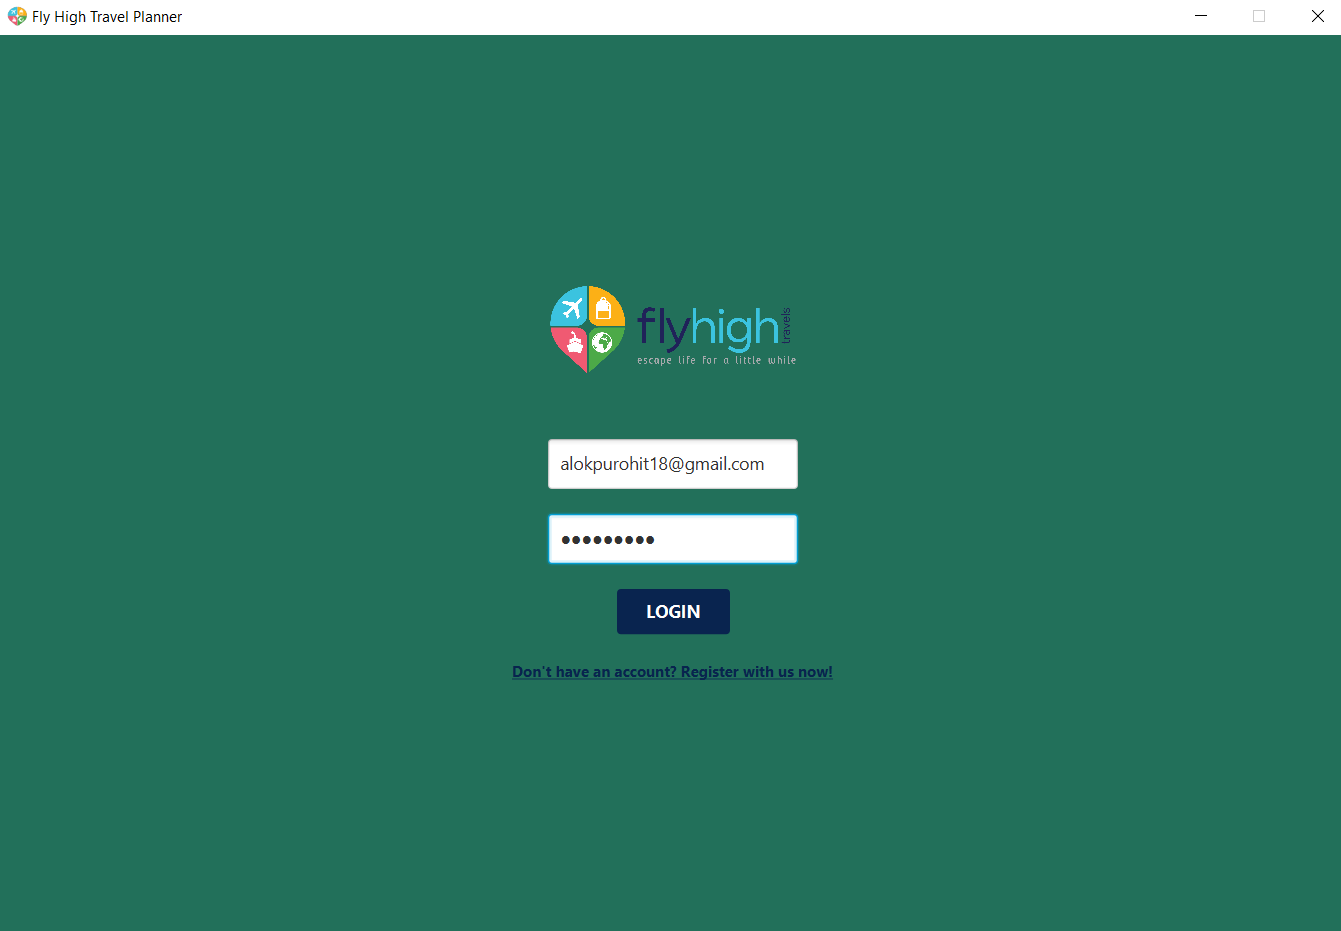 Fly High Travel Planner
flyhigh travels
escape life for a little while
alokpurohit18@gmail.com
●●●●●●●●●
LOGIN
Don't have an account? Register with us now!